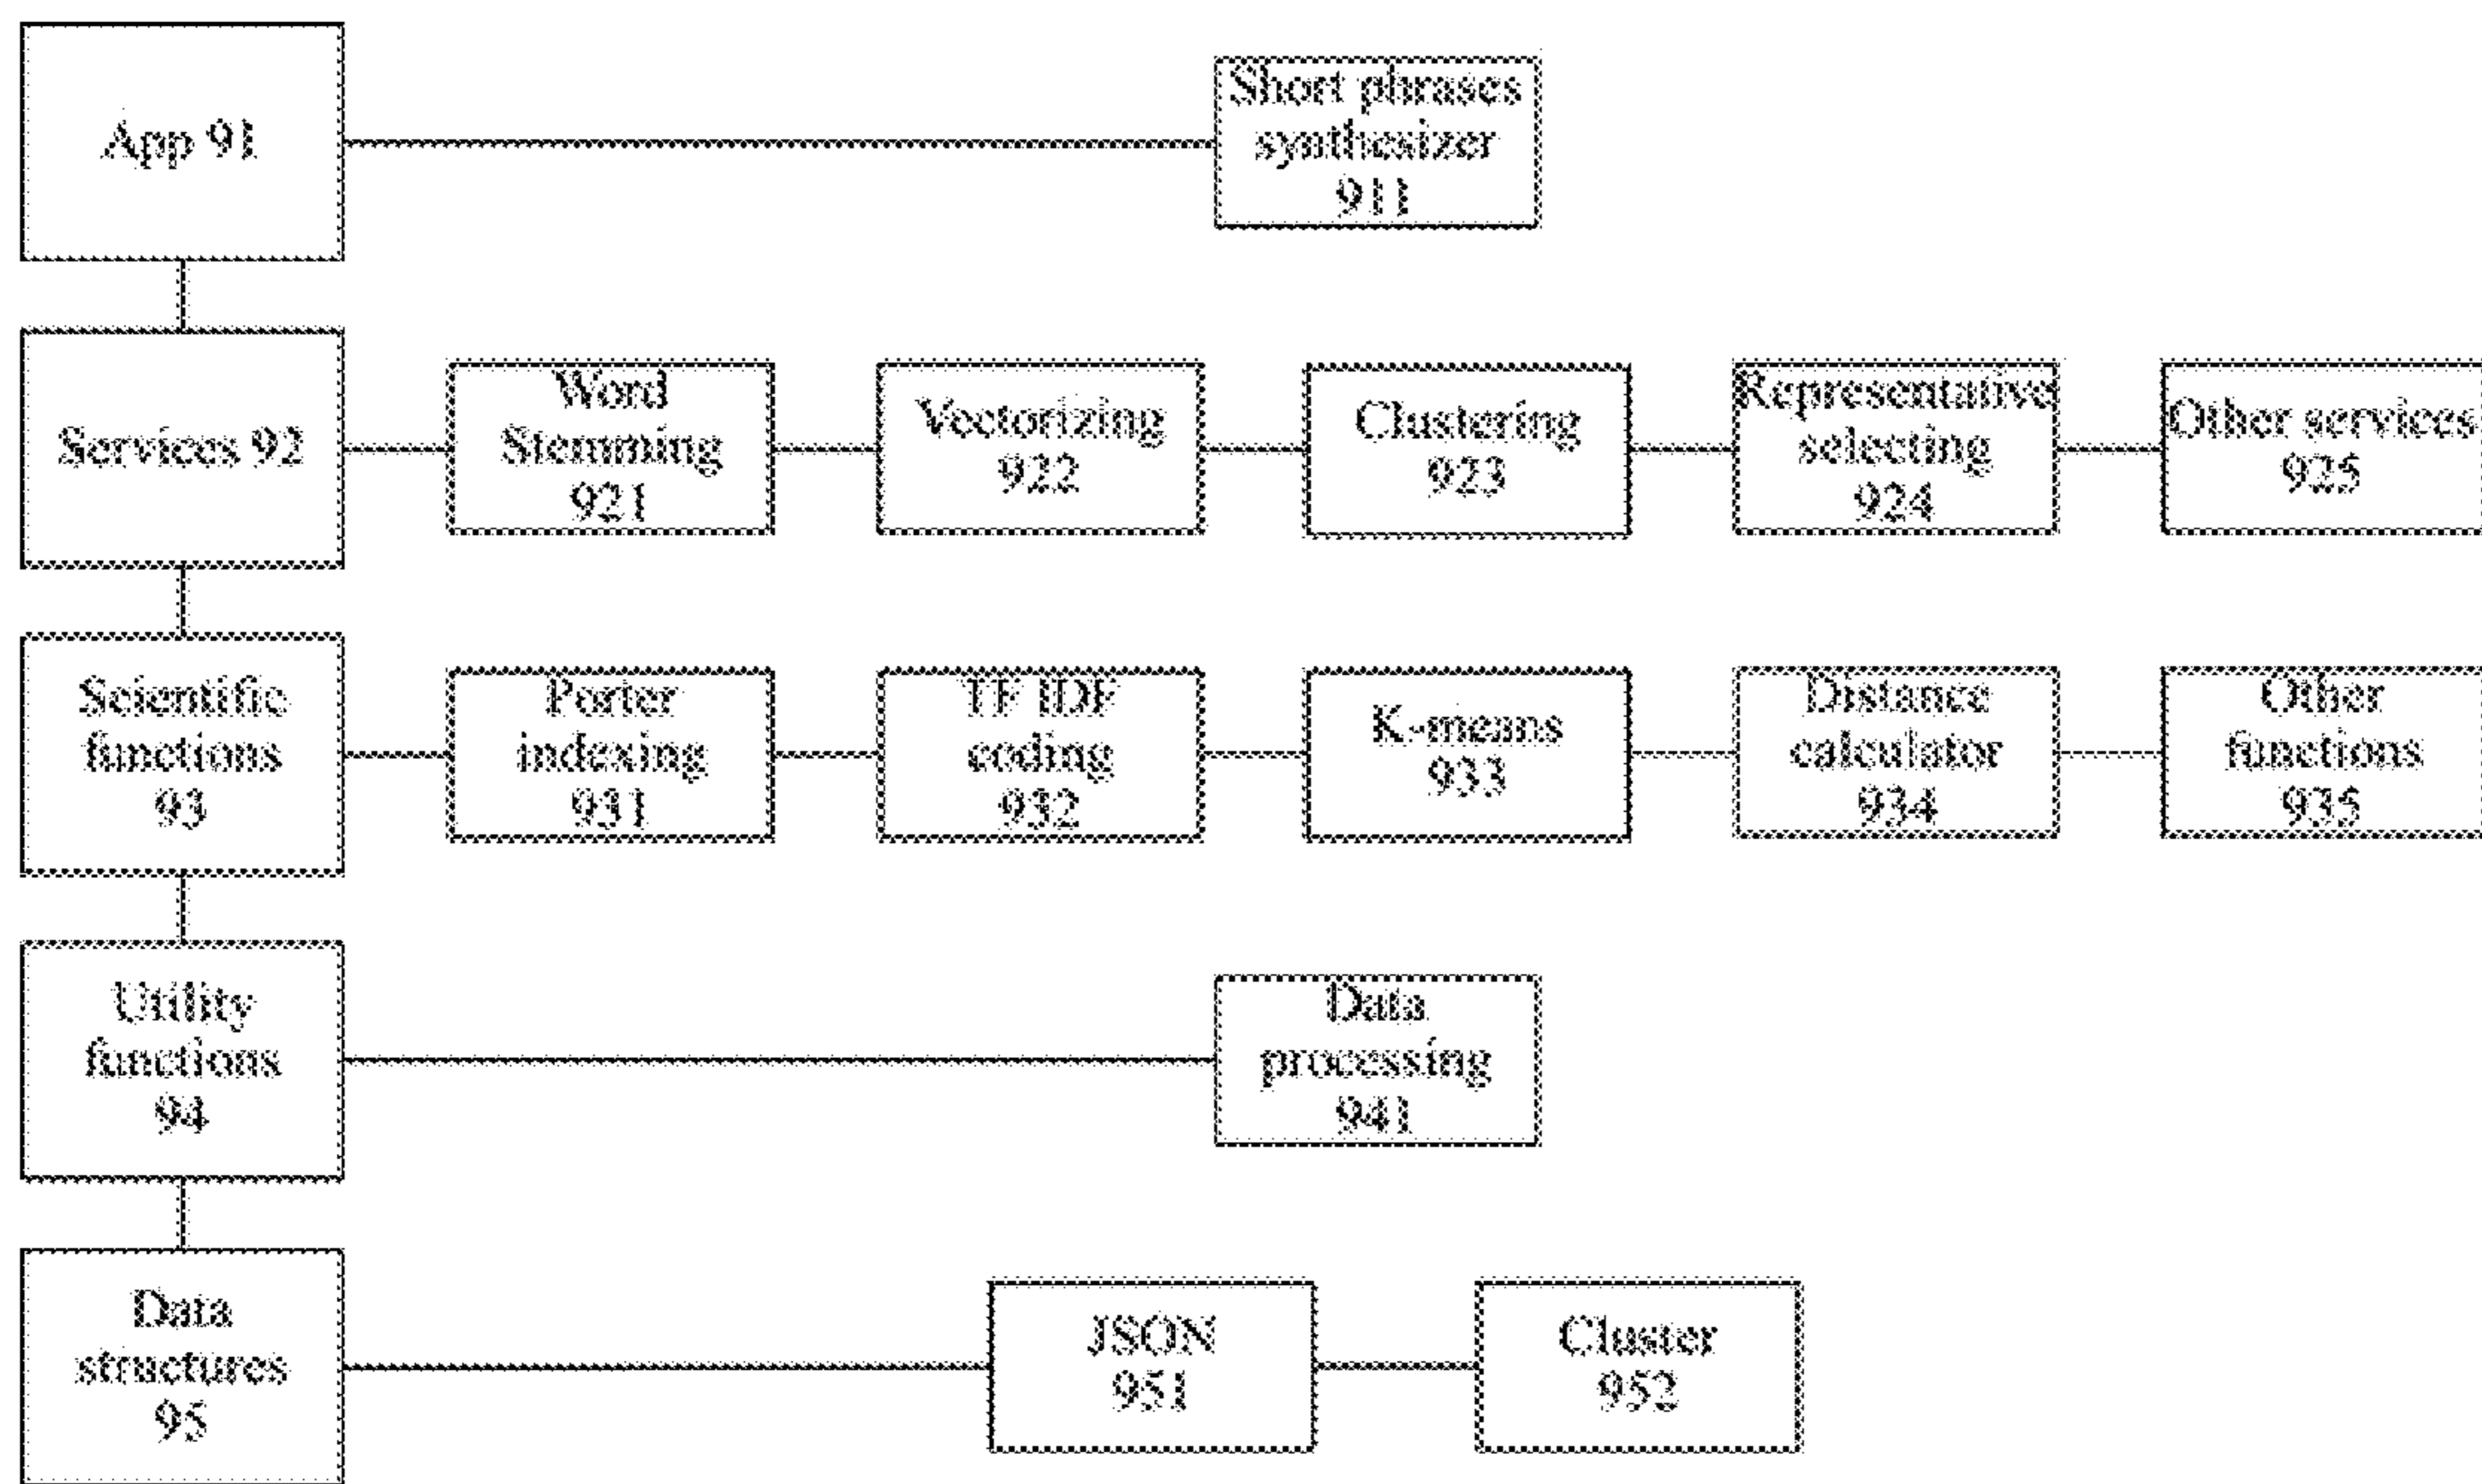 App 91
Short phrases
synthesizer
911
Services 92
Word
Stemming
921
Vectorizing
922
Clustering
923
Representative
selecting
924
Other services
925
Scientific
functions
93
Porter
indexing
931
TF IDF
coding
932
K-means
933
Distance
calculator
934
Other
functions
935
Utility
functions
94
Data
processing
941
Data
structures
95
JSON
951
Cluster
952